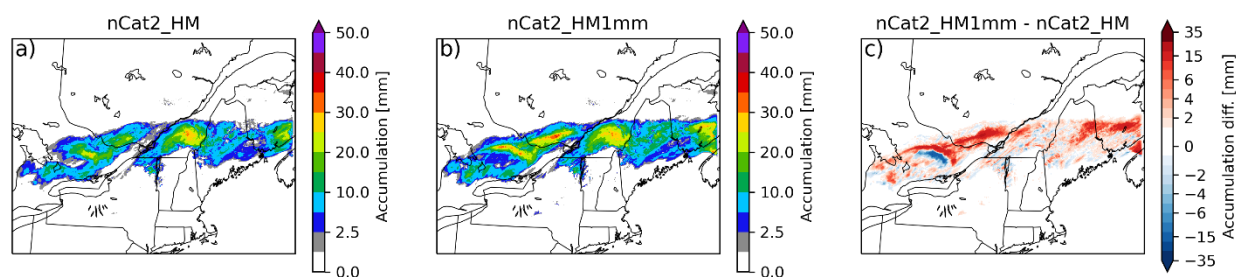 nCat2_HM
a)
50.0
40.0
30.0
20.0
10.0
2.5
0.0
Accumulation [mm]
nCat2_HM1mm
b)
50.0
40.0
30.0
20.0
10.0
2.5
0.0
Accumulation [mm]
nCat2_HM1mm - nCat2_HM
c)
35
15
6
4
2
0
−2
−4
−6
−15
−35
Accumulation diff. [mm]